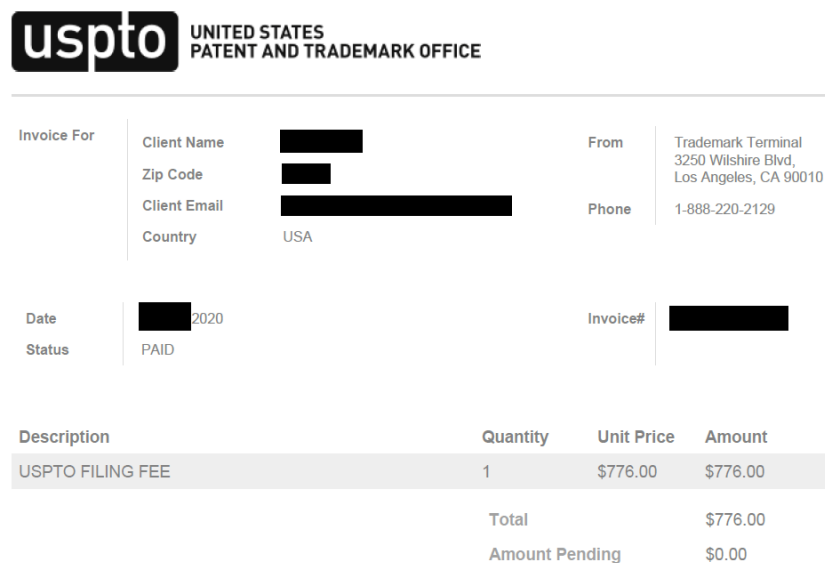 uspto UNITED STATES
PATENT AND TRADEMARK OFFICE
Invoice For
Client Name
Zip Code
Client Email
Country USA
From Trademark Terminal
3250 Wilshire Blvd,
Los Angeles, CA 90010
Phone 1-888-220-2129
Date 2020
Status PAID
Invoice#
Description Quantity Unit Price Amount
USPTO FILING FEE 1 $776.00 $776.00
Total $776.00
Amount Pending $0.00